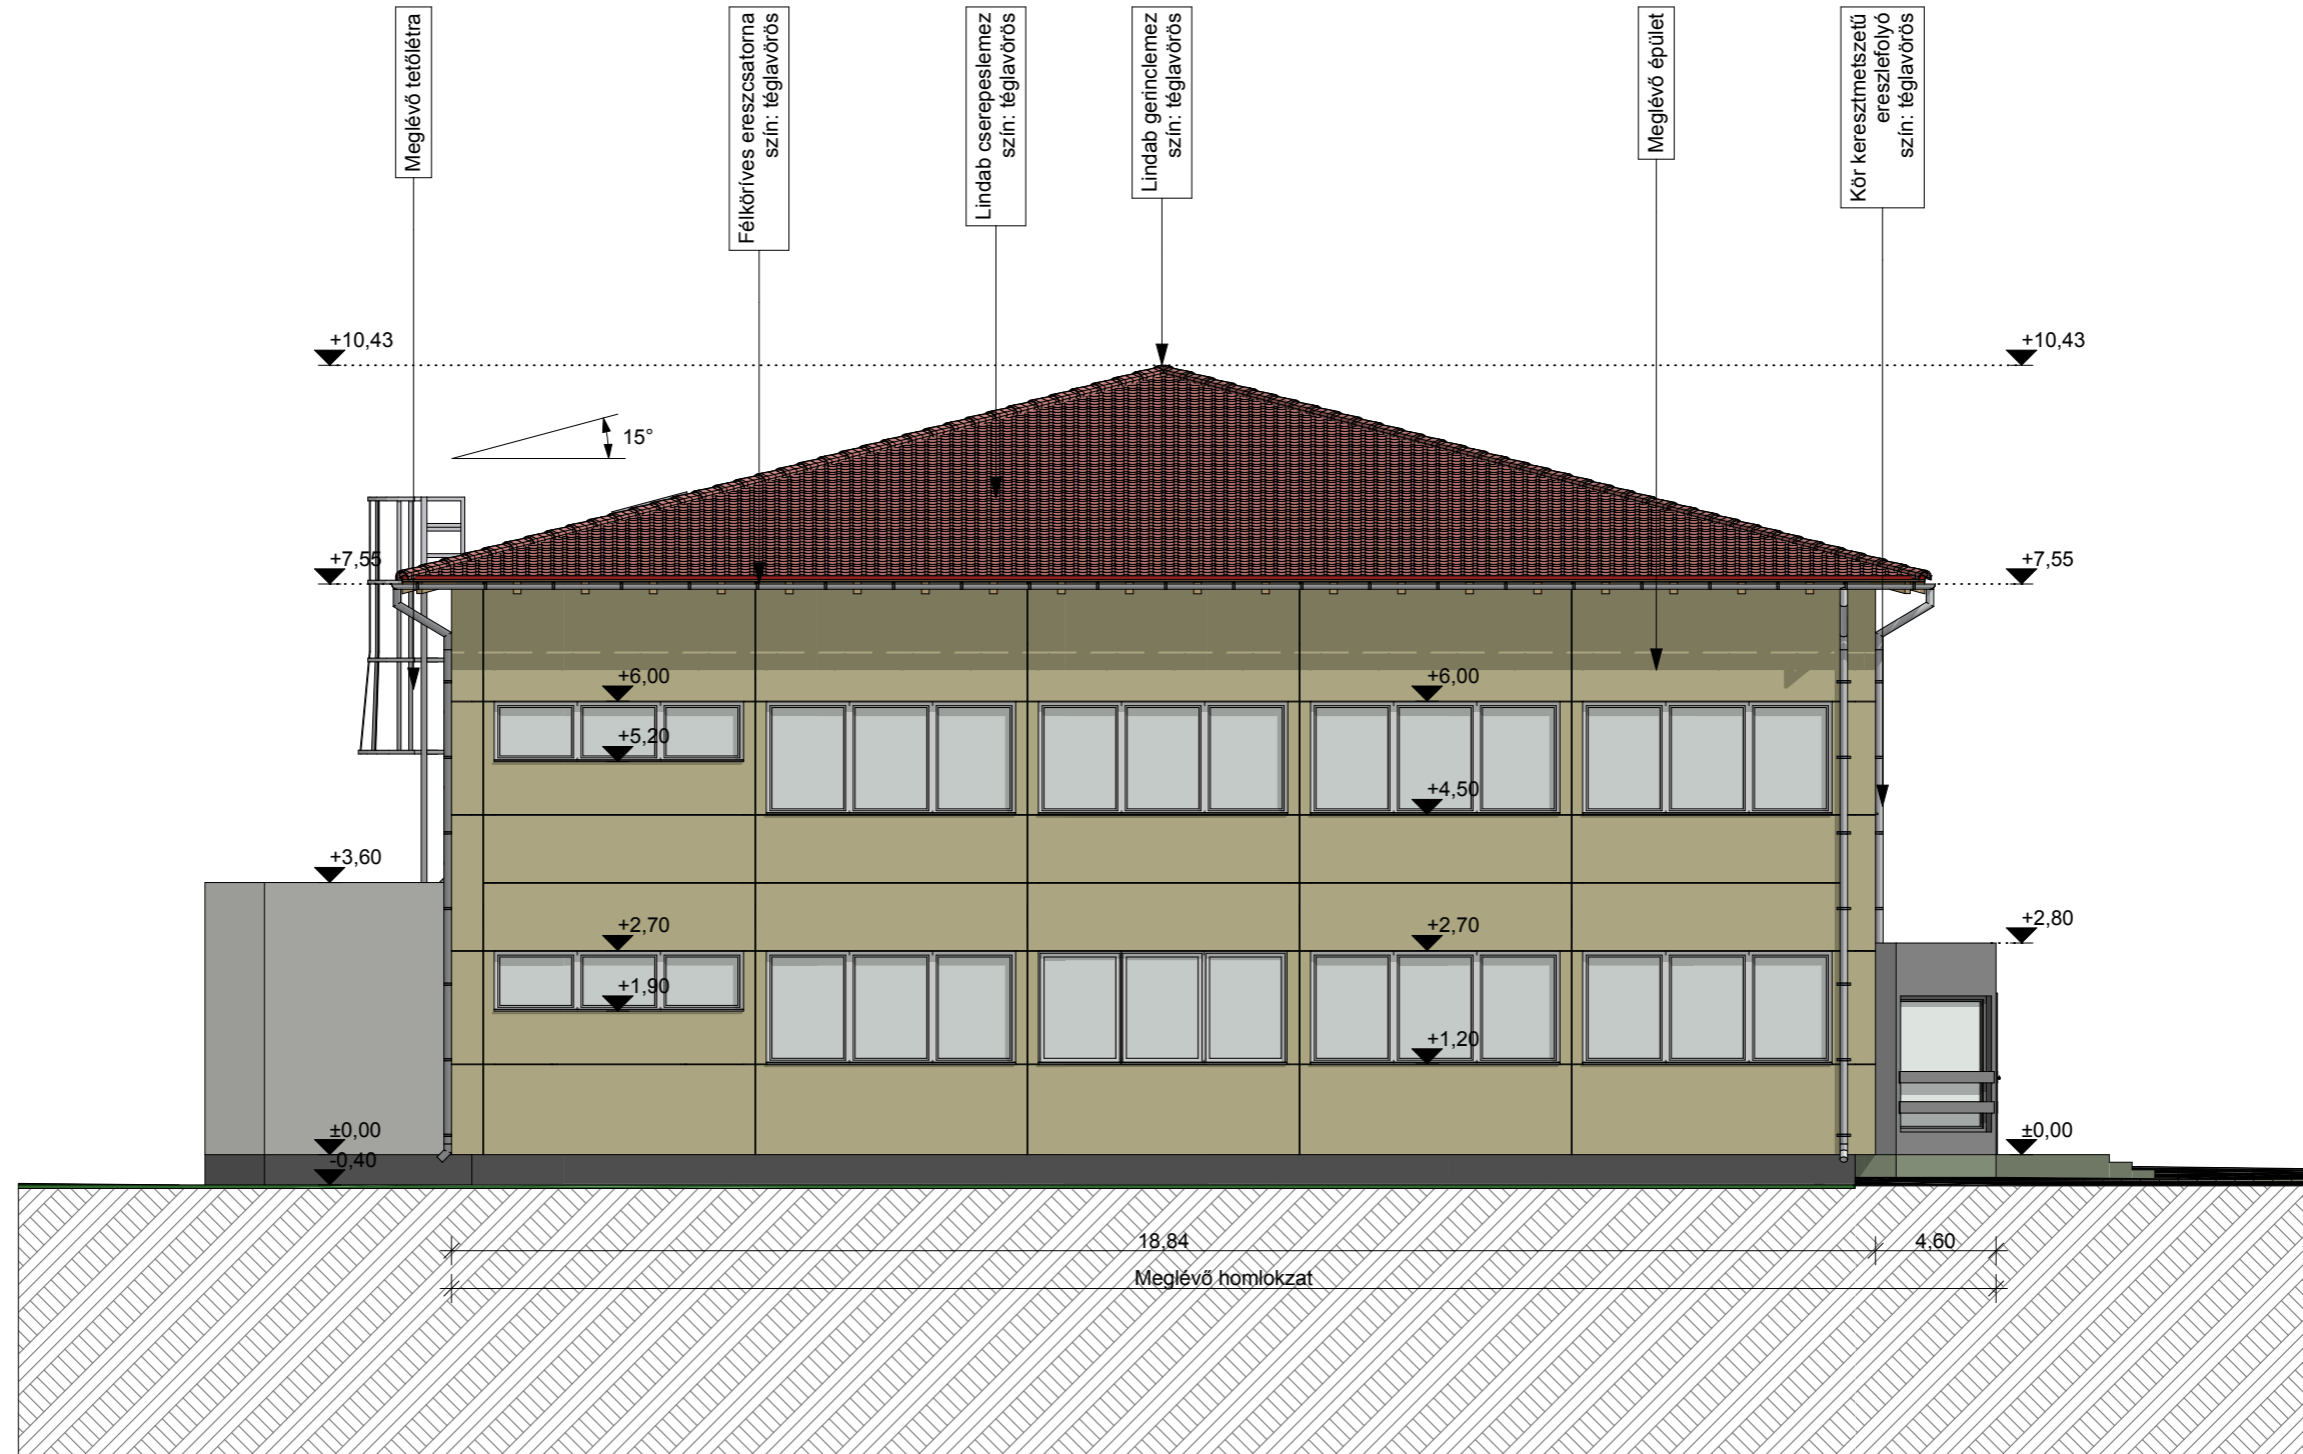 Meglévő tetőlétra
Félköríves ereszcsatorna
szín: téglavörös
Lindab cserepeslemez
szín: téglavörös
Lindab gerinclemez
szín: téglavörös
Meglévő épület
Kör keresztmetszetű
ereszlefolyó
szín: téglavörös
+10,43
+10,43
15°
+7,55
+7,55
+6,00
+6,00
+5,20
+4,50
+3,60
+2,70
+2,70
+2,80
+1,90
+1,20
±0,00
±0,00
-0,40
18,84
4,60
Meglévő homlokzat